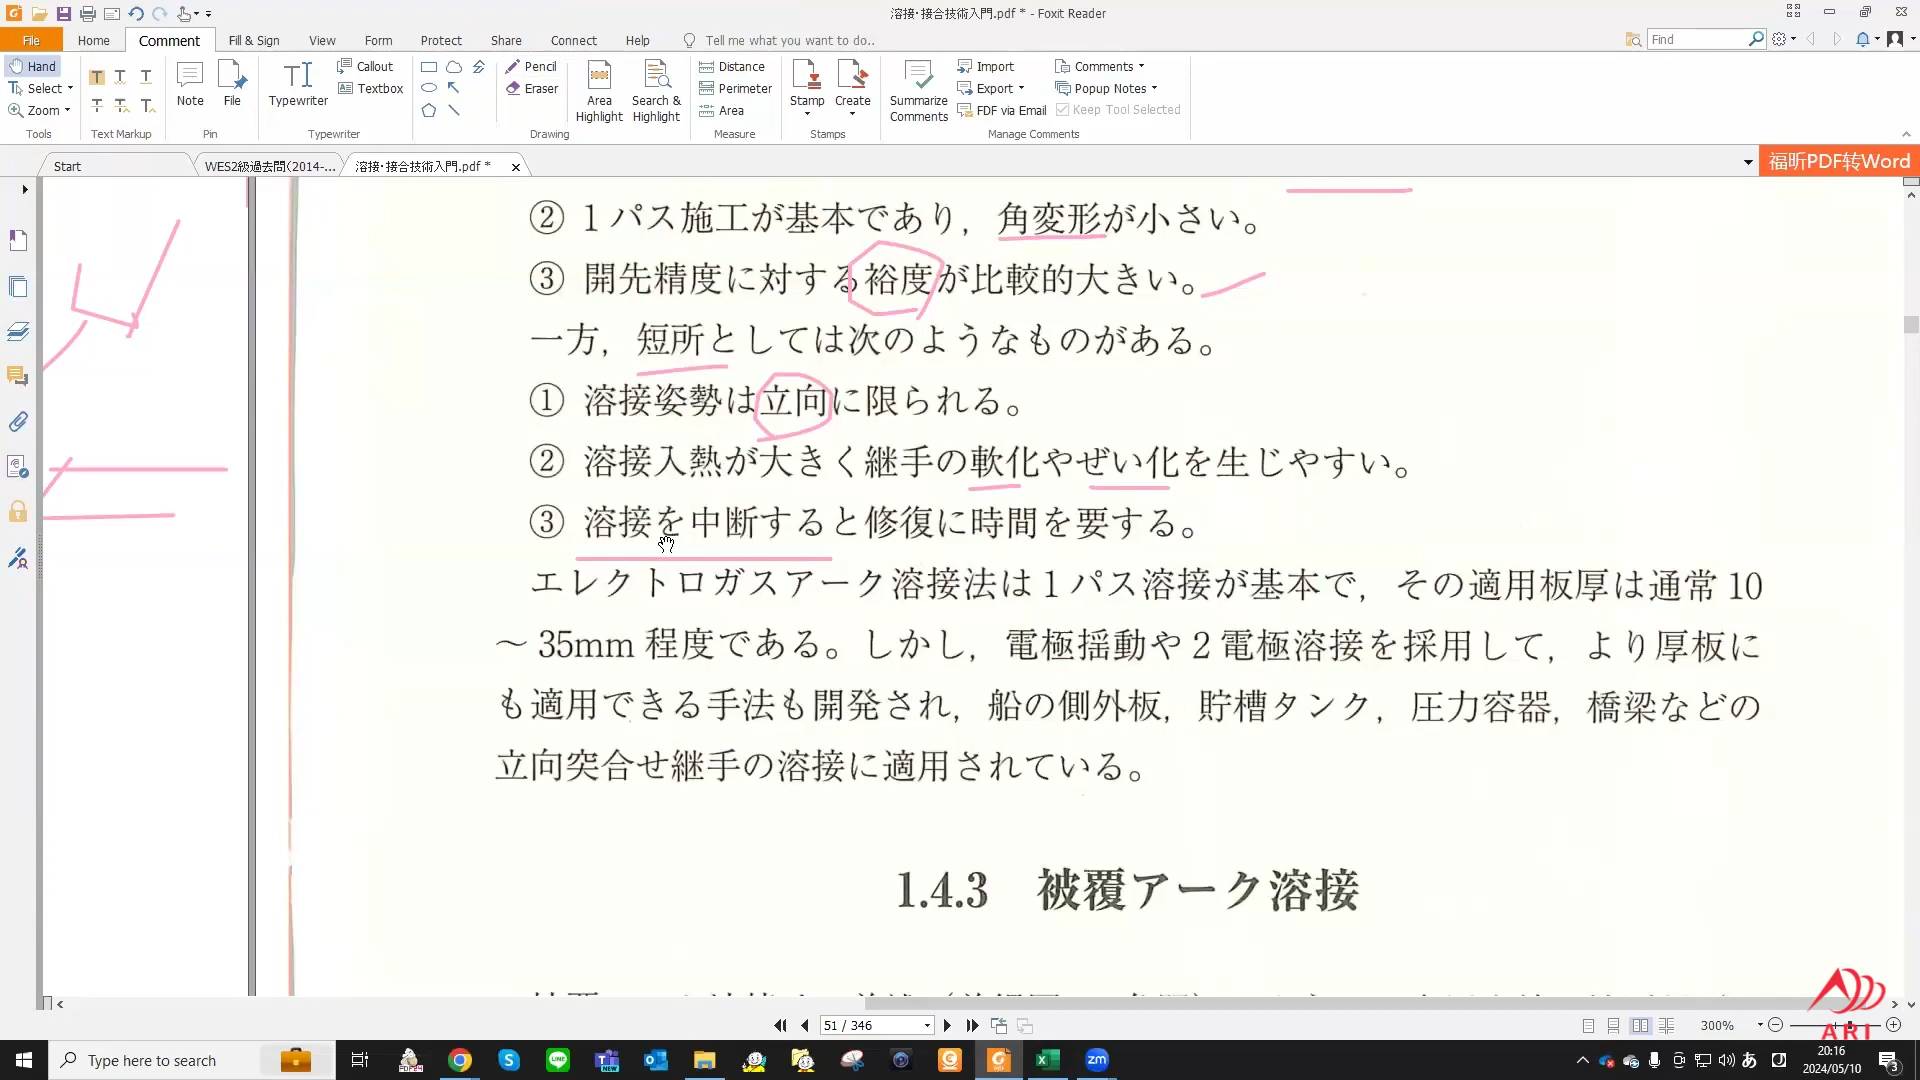 溶接・接合技術入門.pdf * - Foxit Reader
File Home Comment Fill & Sign View Form Protect Share Connect Help Tell me what you want to do.. Find
Hand Callout Pencil Distance Import Comments
Select Note File Typewriter Textbox Eraser Area Highlight Search & Highlight Perimeter Stamp Create Summarize Comments Export Popup Notes
Zoom Area FDF via Email Keep Tool Selected
Tools Text Markup Pin Typewriter Drawing Measure Stamps Manage Comments
Start WES2級過去問(2014-... 溶接・接合技術入門.pdf * 福昕PDF转Word
② 1パス施工が基本であり，角変形が小さい。
③ 開先精度に対する裕度が比較的大きい。
一方，短所としては次のようなものがある。
① 溶接姿勢は立向に限られる。
② 溶接入熱が大きく継手の軟化やぜい化を生じやすい。
③ 溶接を中断すると修復に時間を要する。
エレクトロガスアーク溶接法は1パス溶接が基本で，その適用板厚は通常10
～35mm程度である。しかし，電極揺動や2電極溶接を採用して，より厚板に
も適用できる手法も開発され，船の側外板，貯槽タンク，圧力容器，橋梁などの
立向突合せ継手の溶接に適用されている。
1.4.3 被覆アーク溶接
ARI
51 / 346 300%
Type here to search あ 20:16
2024/05/10 3